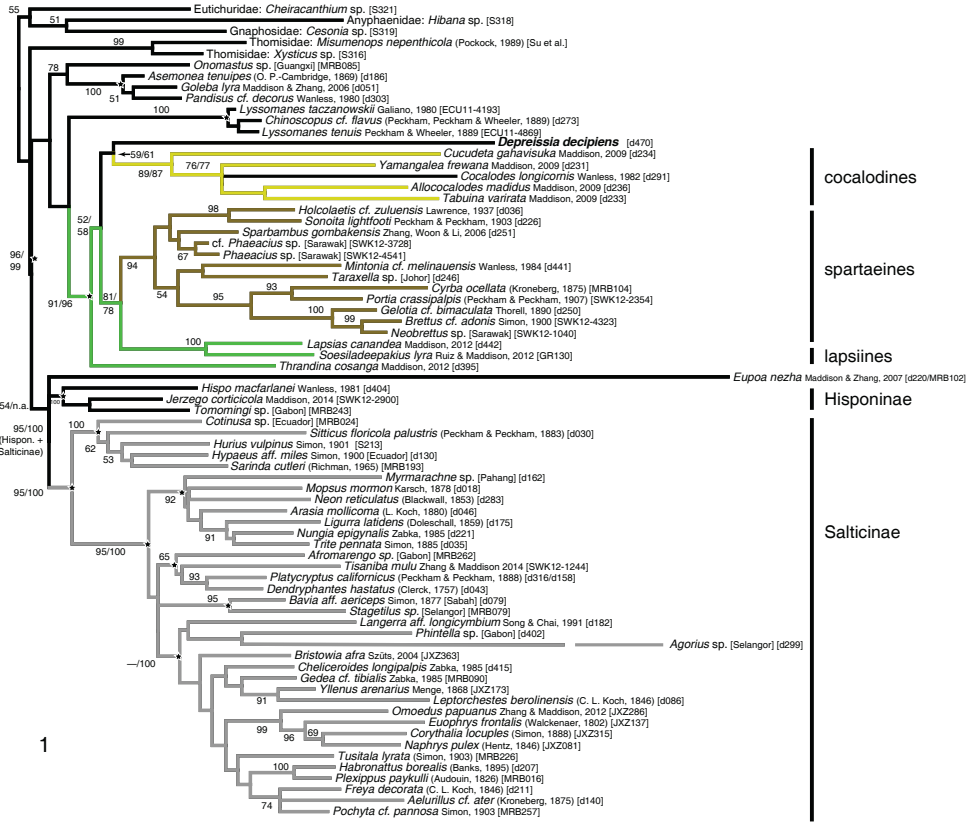 55
Eutichuridae: Cheiracanthium sp. [S321]
51
Anyphaenidae: Hibana sp. [S318]
Gnaphosidae: Cesonia sp. [S319]
99
Thomisidae: Misumenops nepenthicola (Pockock, 1989) [Su et al.]
Thomisidae: Xysticus sp. [S316]
78
Onomastus sp. [Guangxi] [MRB085]
Asemonea tenuipes (O. P.-Cambridge, 1869) [d186]
100
Goleba lyra Maddison & Zhang, 2006 [d051]
51
Pandisus cf. decorus Wanless, 1980 [d303]
100
Lyssomanes taczanowskii Galiano, 1980 [ECU11-4193]
Chinoscopus cf. flavus (Peckham, Peckham & Wheeler, 1889) [d273]
Lyssomanes tenuis Peckham & Wheeler, 1889 [ECU11-4869]
Depreissia decipiens [d470]
59/61
Cucudeta gahavisuka Maddison, 2009 [d234]
76/77
Yamangalea frewana Maddison, 2009 [d231]
89/87
Cocalodes longicornis Wanless, 1982 [d291]
cocalodines
Allococalodes madidus Maddison, 2009 [d236]
Tabuina varirata Maddison, 2009 [d233]
98
Holcolaetis cf. zuluensis Lawrence, 1937 [d036]
52/
58
Sonoita lightfooti Peckham & Peckham, 1903 [d226]
Sparbambus gombakensis Zhang, Woon & Li, 2006 [d251]
67
cf. Phaeacius sp. [Sarawak] [SWK12-3728]
96/
99
94
Phaeacius sp. [Sarawak] [SWK12-4541]
Mintonia cf. melinauensis Wanless, 1984 [d441]
spartaeines
54
Taraxella sp. [Johor] [d246]
93
Cyrba ocellata (Kroneberg, 1875) [MRB104]
91/96
81/
78
95
Portia crassipalpis (Peckham & Peckham, 1907) [SWK12-2354]
100
Gelotia cf. bimaculata Thorell, 1890 [d250]
99
Brettus cf. adonis Simon, 1900 [SWK12-4323]
Neobrettus sp. [Sarawak] [SWK12-1040]
100
Lapsias canandea Maddison, 2012 [d442]
Soesiladeepakius lyra Ruiz & Maddison, 2012 [GR130]
lapsiines
Thrandina cosanga Maddison, 2012 [d395]
Eupoa nezha Maddison & Zhang, 2007 [d220/MRB102]
Hispo macfarlanei Wanless, 1981 [d404]
100
Jerzego corticicola Maddison, 2014 [SWK12-2900]
Hisponinae
54/n.a.
Tomomingi sp. [Gabon] [MRB243]
95/100
(Hispon. +
Salticinae)
100
Cotinusa sp. [Ecuador] [MRB024]
Sitticus floricola palustris (Peckham & Peckham, 1883) [d030]
62
Hurius vulpinus Simon, 1901 [S213]
53
Hypaeus aff. miles Simon, 1900 [Ecuador] [d130]
Sarinda cutleri (Richman, 1965) [MRB193]
95/100
Myrmarachne sp. [Pahang] [d162]
92
Mopsus mormon Karsch, 1878 [d018]
Neon reticulatus (Blackwall, 1853) [d283]
Arasia mollicoma (L. Koch, 1880) [d046]
Ligurra latidens (Doleschall, 1859) [d175]
Salticinae
91
Nungia epigynalis Zabka, 1985 [d221]
Trite pennata Simon, 1885 [d035]
95/100
65
Afromarengo sp. [Gabon] [MRB262]
Tisaniba mulu Zhang & Maddison 2014 [SWK12-1244]
93
Platycryptus californicus (Peckham & Peckham, 1888) [d316/d158]
Dendryphantes hastatus (Clerck, 1757) [d043]
95
Bavia aff. aericeps Simon, 1877 [Sabah] [d079]
Stagetilus sp. [Selangor] [MRB079]
Langerra aff. longicymbium Song & Chai, 1991 [d182]
Phintella sp. [Gabon] [d402]
Agorius sp. [Selangor] [d299]
—/100
Bristowia afra Szűts, 2004 [JXZ363]
Cheliceroides longipalpis Zabka, 1985 [d415]
Gedea cf. tibialis Zabka, 1985 [MRB090]
Yllenus arenarius Menge, 1868 [JXZ173]
91
Leptorchestes berolinensis (C. L. Koch, 1846) [d086]
Omoedus papuanus Zhang & Maddison, 2012 [JXZ286]
99
Euophrys frontalis (Walckenaer, 1802) [JXZ137]
96
69
Corythalia locuples (Simon, 1888) [JXZ315]
Naphrys pulex (Hentz, 1846) [JXZ081]
1
Tusitala lyrata (Simon, 1903) [MRB226]
100
Habronattus borealis (Banks, 1895) [d207]
Plexippus paykulli (Audouin, 1826) [MRB016]
Freya decorata (C. L. Koch, 1846) [d211]
74
Aelurillus cf. ater (Kroneberg, 1875) [d140]
Pochyta cf. pannosa Simon, 1903 [MRB257]